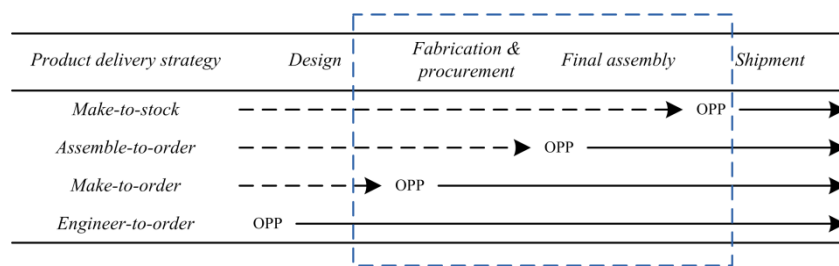 Product delivery strategy Design Fabrication & procurement Final assembly Shipment
Make-to-stock OPP
Assemble-to-order OPP
Make-to-order OPP
Engineer-to-order OPP